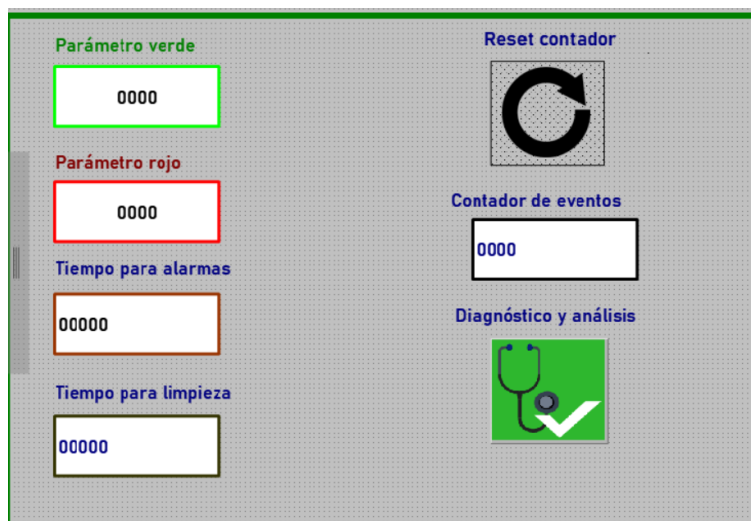 Parámetro verde
0000
Parámetro rojo
0000
Tiempo para alarmas
00000
Tiempo para limpieza
00000
Reset contador
Contador de eventos
0000
Diagnóstico y análisis